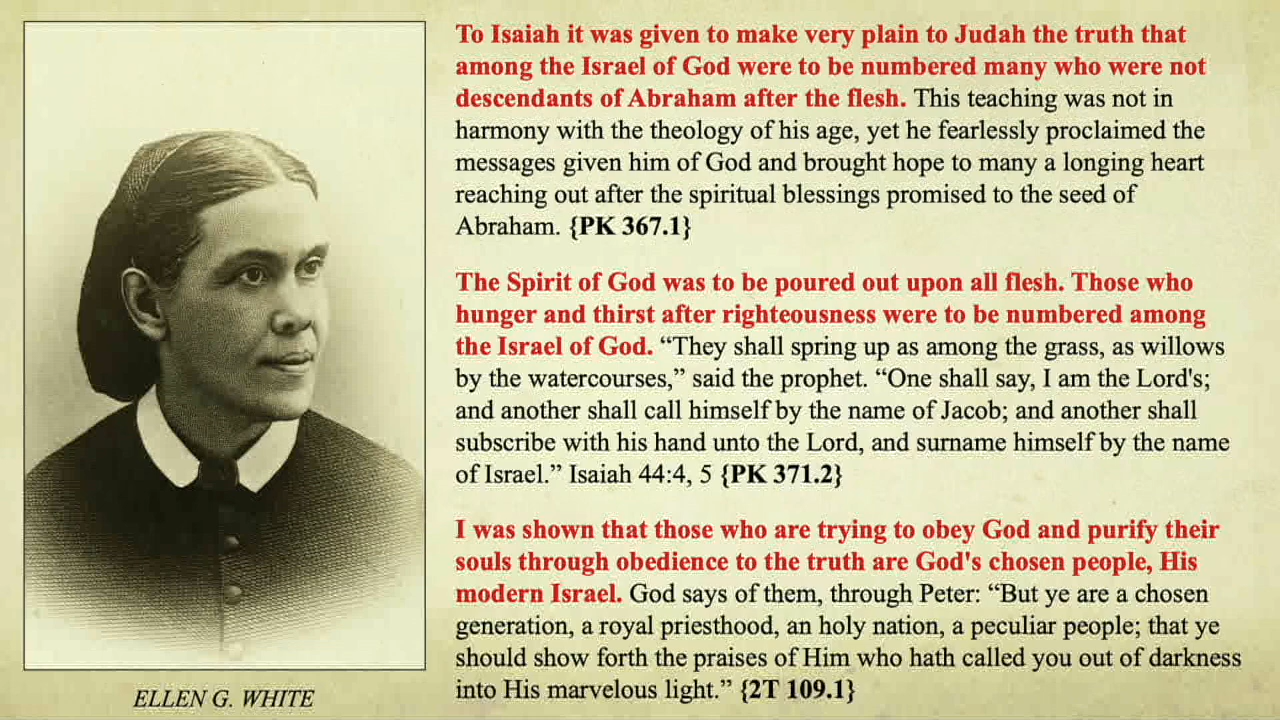 To Isaiah it was given to make very plain to Judah the truth that
among the Israel of God were to be numbered many who were not
descendants of Abraham after the flesh. This teaching was not in
harmony with the theology of his age, yet he fearlessly proclaimed the
messages given him of God and brought hope to many a longing heart
reaching out after the spiritual blessings promised to the seed of
Abraham. {PK 367.1}
The Spirit of God was to be poured out upon all flesh. Those who
hunger and thirst after righteousness were to be numbered among
the Israel of God. “They shall spring up as among the grass, as willows
by the watercourses,” said the prophet. “One shall say, I am the Lord's;
and another shall call himself by the name of Jacob; and another shall
subscribe with his hand unto the Lord, and surname himself by the name
of Israel.” Isaiah 44:4, 5 {PK 371.2}
I was shown that those who are trying to obey God and purify their
souls through obedience to the truth are God's chosen people, His
modern Israel. God says of them, through Peter: “But ye are a chosen
generation, a royal priesthood, an holy nation, a peculiar people; that ye
should show forth the praises of Him who hath called you out of darkness
into His marvelous light.” {2T 109.1}
ELLEN G. WHITE